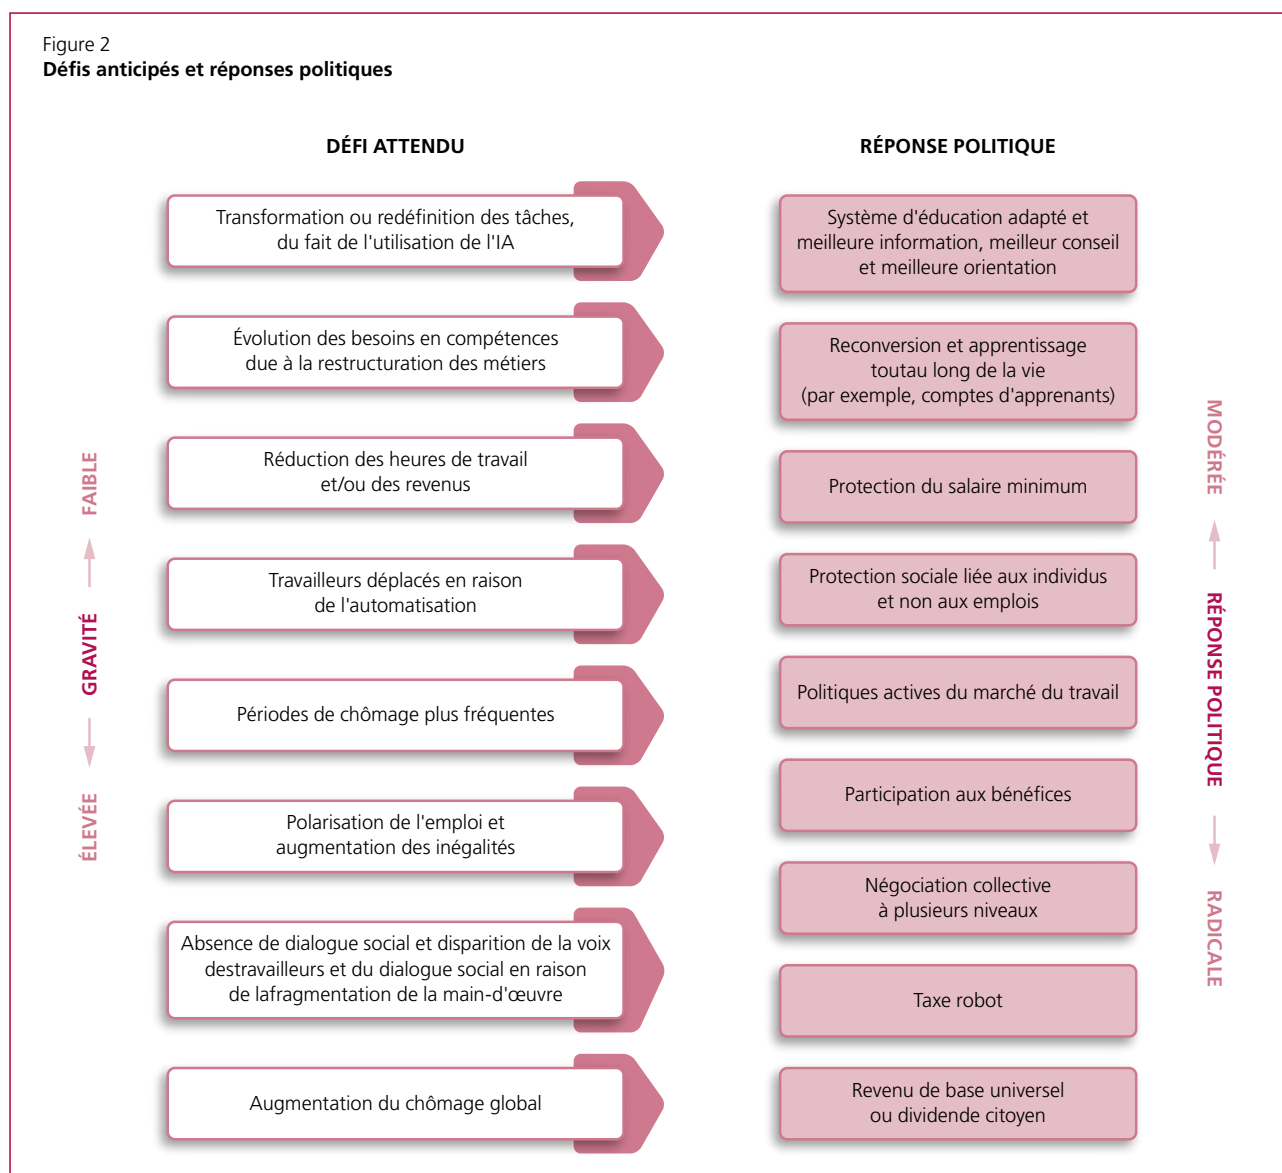 Figure 2
Défis anticipés et réponses politiques
DÉFI ATTENDU
Transformation ou redéfinition des tâches,
du fait de l'utilisation de l'IA
Évolution des besoins en compétences
due à la restructuration des métiers
Réduction des heures de travail
et/ou des revenus
Travailleurs déplacés en raison
de l'automatisation
Périodes de chômage plus fréquentes
Polarisation de l'emploi et
augmentation des inégalités
Absence de dialogue social et disparition de la voix
destravailleurs et du dialogue social en raison
de lafragmentation de la main-d'œuvre
Augmentation du chômage global
RÉPONSE POLITIQUE
Système d'éducation adapté et
meilleure information, meilleur conseil
et meilleure orientation
Reconversion et apprentissage
toutau long de la vie
(par exemple, comptes d'apprenants)
Protection du salaire minimum
Protection sociale liée aux individus
et non aux emplois
Politiques actives du marché du travail
Participation aux bénéfices
Négociation collective
à plusieurs niveaux
Taxe robot
Revenu de base universel
ou dividende citoyen
FAIBLE
GRAVITÉ
ÉLEVÉE
MODÉRÉE
RÉPONSE POLITIQUE
RADICALE